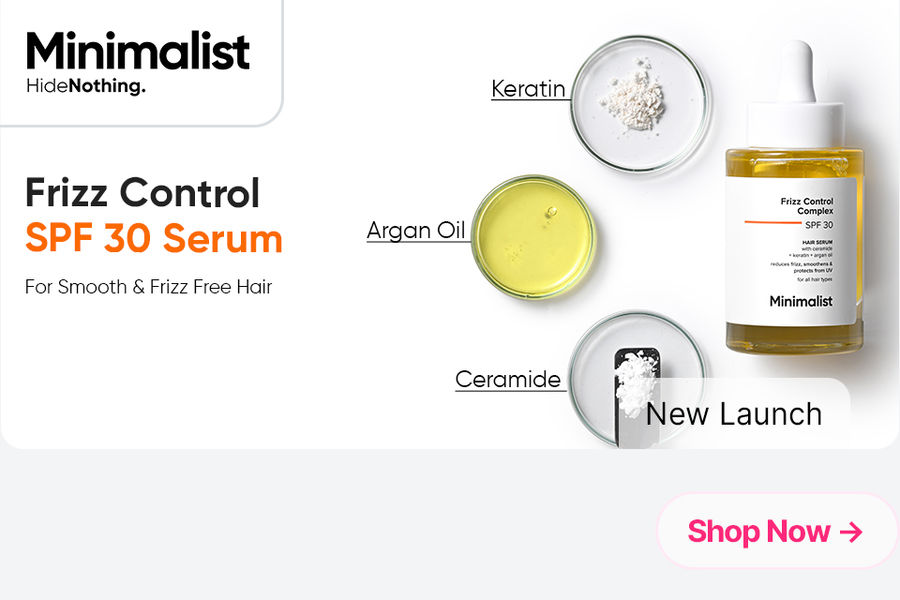 Minimalist
HideNothing.
Frizz Control
SPF 30 Serum
For Smooth & Frizz Free Hair
Keratin
Argan Oil
Ceramide
Frizz Control
Complex
SPF 30
HAIR SERUM
with ceramide
+ keratin + argan oil
reduces frizz, smoothens &
protects from UV
for all hair types
Minimalist
New Launch
Shop Now →